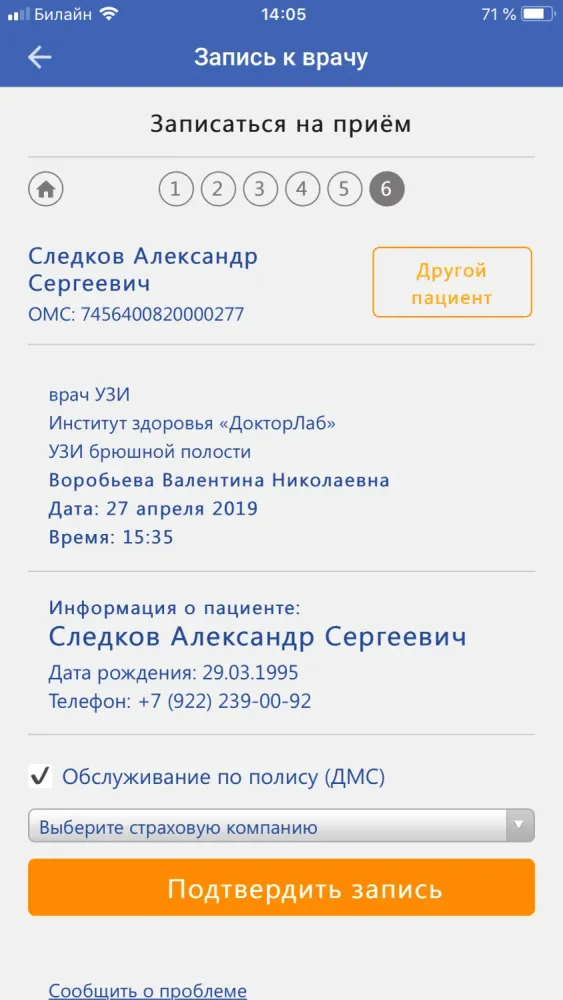 Билайн 14:05 71 %
Запись к врачу
Записаться на приём
1 2 3 4 5 6
Следков Александр
Сергеевич
ОМС: 7456400820000277
Другой
пациент
врач УЗИ
Институт здоровья «ДокторЛаб»
УЗИ брюшной полости
Воробьева Валентина Николаевна
Дата: 27 апреля 2019
Время: 15:35
Информация о пациенте:
Следков Александр Сергеевич
Дата рождения: 29.03.1995
Телефон: +7 (922) 239-00-92
Обслуживание по полису (ДМС)
Выберите страховую компанию
Подтвердить запись
Сообщить о проблеме